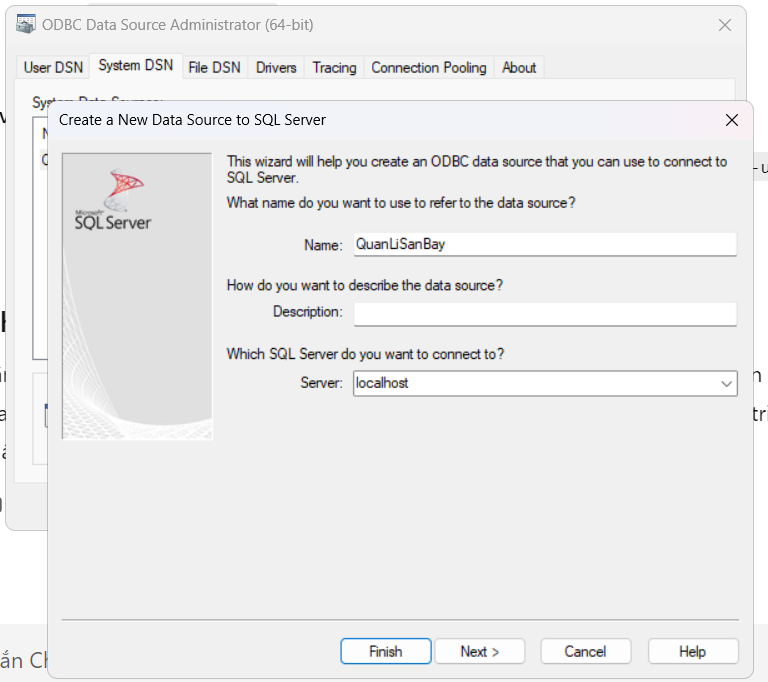 ODBC Data Source Administrator (64-bit)
User DSN System DSN File DSN Drivers Tracing Connection Pooling About
Create a New Data Source to SQL Server
Microsoft
SQL Server
This wizard will help you create an ODBC data source that you can use to connect to
SQL Server.
What name do you want to use to refer to the data source?
Name: QuanLiSanBay
How do you want to describe the data source?
Description:
Which SQL Server do you want to connect to?
Server: localhost
Finish Next > Cancel Help